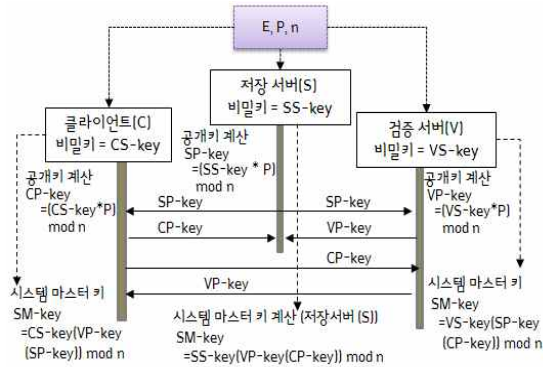 E, P, n
저장 서버(S)
비밀키 = SS-key
클라이언트(C)
비밀키 = CS-key
검증 서버(V)
비밀키 = VS-key
공개키 계산
SP-key
=(SS-key * P)
mod n
공개키 계산
CP-key
=(CS-key*P)
mod n
공개키 계산
VP-key
=(VS-key*P)
mod n
SP-key
SP-key
CP-key
VP-key
CP-key
VP-key
시스템 마스터 키
SM-key
=CS-key(VP-key
(SP-key)) mod n
시스템 마스터 키 계산 (저장서버(S))
SM-key
=SS-key(VP-key(CP-key)) mod n
시스템 마스터 키
SM-key
=VS-key(SP-key
(CP-key)) mod n